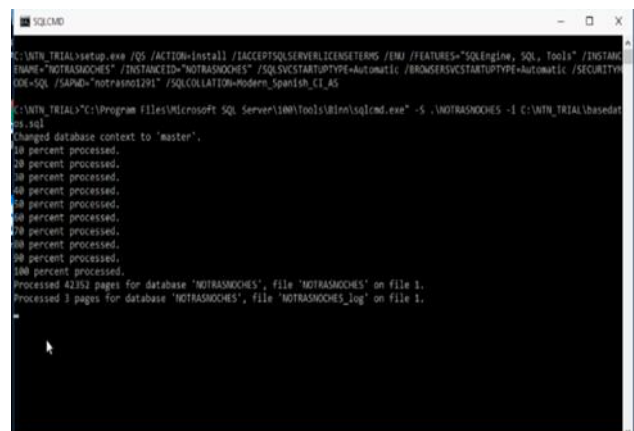 SQLCMD
C:\NTN_TRIAL>setup.exe /QS /ACTION=install /IACCEPTSQLSERVERLICENSETERMS /ENU /FEATURES="SQLEngine, SQL, Tools" /INSTANC
ENAME="NOTRASNOCHES" /INSTANCEID="NOTRASNOCHES" /SQLSVCSTARTUPTYPE=Automatic /BROWSERSVCSTARTUPTYPE=Automatic /SECURITYM
ODE=SQL /SAPWD="notrasno1291" /SQLCOLLATION=Modern_Spanish_CI_AS
C:\NTN_TRIAL>"C:\Program Files\Microsoft SQL Server\100\Tools\Binn\sqlcmd.exe" -S .\NOTRASNOCHES -i C:\NTN_TRIAL\basedat
os.sql
Changed database context to 'master'.
10 percent processed.
20 percent processed.
30 percent processed.
40 percent processed.
50 percent processed.
60 percent processed.
70 percent processed.
80 percent processed.
90 percent processed.
100 percent processed.
Processed 42352 pages for database 'NOTRASNOCHES', file 'NOTRASNOCHES' on file 1.
Processed 3 pages for database 'NOTRASNOCHES', file 'NOTRASNOCHES_log' on file 1.